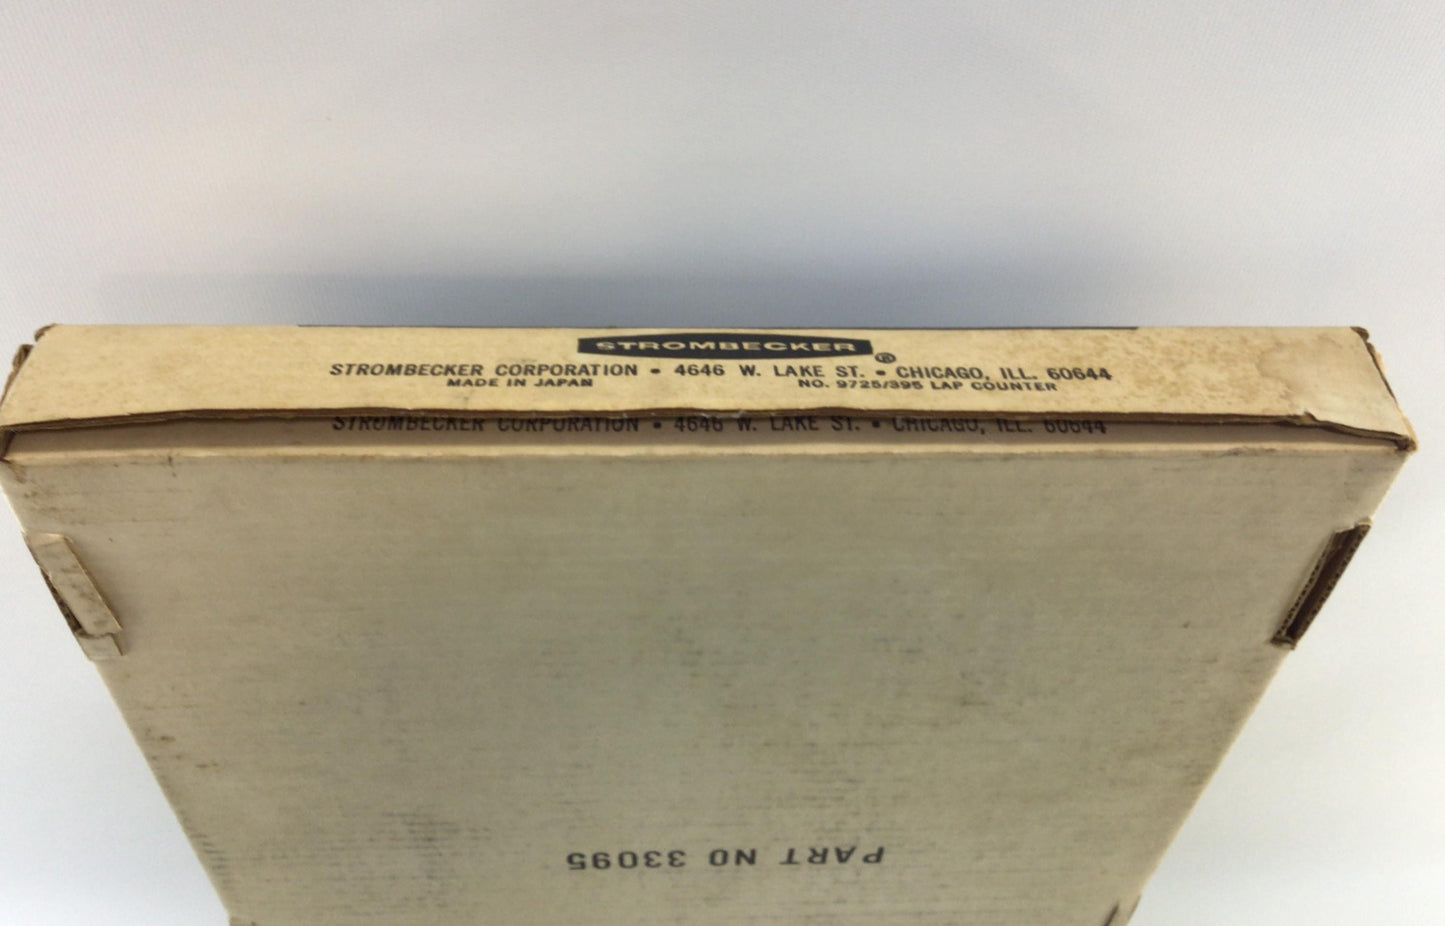 STROMBECKER ®
STROMBECKER CORPORATION • 4646 W. LAKE ST. • CHICAGO, ILL. 60644
MADE IN JAPAN NO. 9725/395 LAP COUNTER
STROMBECKER CORPORATION • 4646 W. LAKE ST. • CHICAGO, ILL. 60644
PART NO 33095